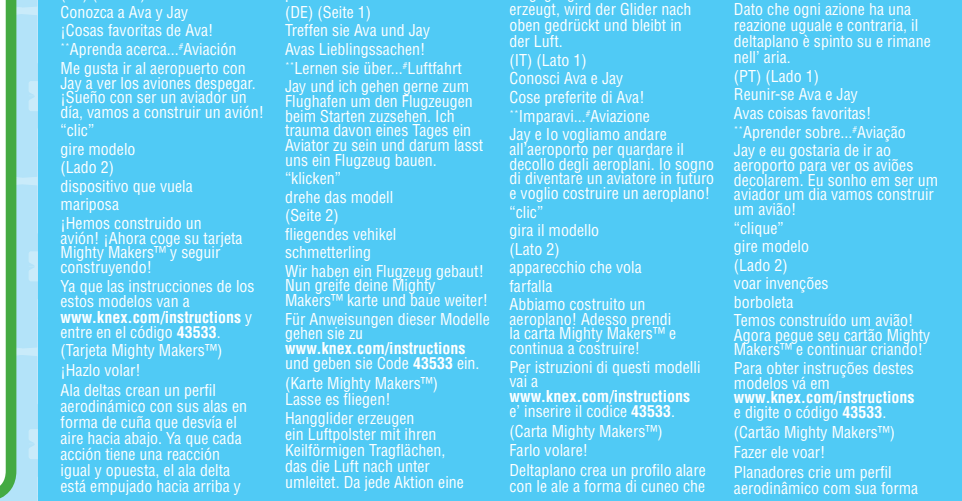 Conozca a Ava y Jay
¡Cosas favoritas de Ava!
**Aprenda acerca...#Aviación
Me gusta ir al aeropuerto con
Jay a ver los aviones despegar.
¡Sueño con ser un aviador un
día, vamos a construir un avión!
“clic”
gire modelo
(Lado 2)
dispositivo que vuela
mariposa
¡Hemos construido un
avión! ¡Ahora coge su tarjeta
Mighty Makers™ y seguir
construyendo!
Ya que las instrucciones de los
estos modelos van a
www.knex.com/instructions y
entre en el código 43533.
(Tarjeta Mighty Makers™)
¡Hazlo volar!
Ala deltas crean un perfil
aerodinámico con sus alas en
forma de cuña que desvía el
aire hacia abajo. Ya que cada
acción tiene una reacción
igual y opuesta, el ala delta
está empujado hacia arriba y
(DE) (Seite 1)
Treffen sie Ava und Jay
Avas Lieblingssachen!
**Lernen sie über...#Luftfahrt
Jay und ich gehen gerne zum
Flughafen um den Flugzeugen
beim Starten zuzsehen. Ich
trauma davon eines Tages ein
Aviator zu sein und darum lasst
uns ein Flugzeug bauen.
“klicken”
drehe das modell
(Seite 2)
fliegendes vehikel
schmetterling
Wir haben ein Flugzeug gebaut!
Nun greife deine Mighty
Makers™ karte und baue weiter!
Für Anweisungen dieser Modelle
gehen sie zu
www.knex.com/instructions
und geben sie Code 43533 ein.
(Karte Mighty Makers™)
Lasse es fliegen!
Hangglider erzeugen
ein Luftpolster mit ihren
Keilförmigen Tragflächen,
das die Luft nach unter
umleitet. Da jede Aktion eine
erzeugt, wird der Glider nach
oben gedrückt und bleibt in
der Luft.
(IT) (Lato 1)
Conosci Ava e Jay
Cose preferite di Ava!
**Imparavi...#Aviazione
Jay e Io vogliamo andare
all’aeroporto per quardare il
decollo degli aeroplani. Io sogno
di diventare un aviatore in futuro
e voglio costruire un aeroplano!
“clic”
gira il modello
(Lato 2)
apparecchio che vola
farfalla
Abbiamo costruito un
aeroplano! Adesso prendi
la carta Mighty Makers™ e
continua a costruire!
Per istruzioni di questi modelli
vai a
www.knex.com/instructions
e’ inserire il codice 43533.
(Carta Mighty Makers™)
Farlo volare!
Deltaplano crea un profilo alare
con le ale a forma di cuneo che
Dato che ogni azione ha una
reazione uguale e contraria, il
deltaplano è spinto su e rimane
nell’ aria.
(PT) (Lado 1)
Reunir-se Ava e Jay
Avas coisas favoritas!
**Aprender sobre...#Aviação
Jay e eu gostaria de ir ao
aeroporto para ver os aviões
decolarem. Eu sonho em ser um
aviador um dia vamos construir
um avião!
“clique”
gire modelo
(Lado 2)
voar invenções
borboleta
Temos construído um avião!
Agora pegue seu cartão Mighty
Makers™ e continuar criando!
Para obter instruções destes
modelos vá em
www.knex.com/instructions
e digite o código 43533.
(Cartão Mighty Makers™)
Fazer ele voar!
Planadores crie um perfil
aerodinâmico com sua forma